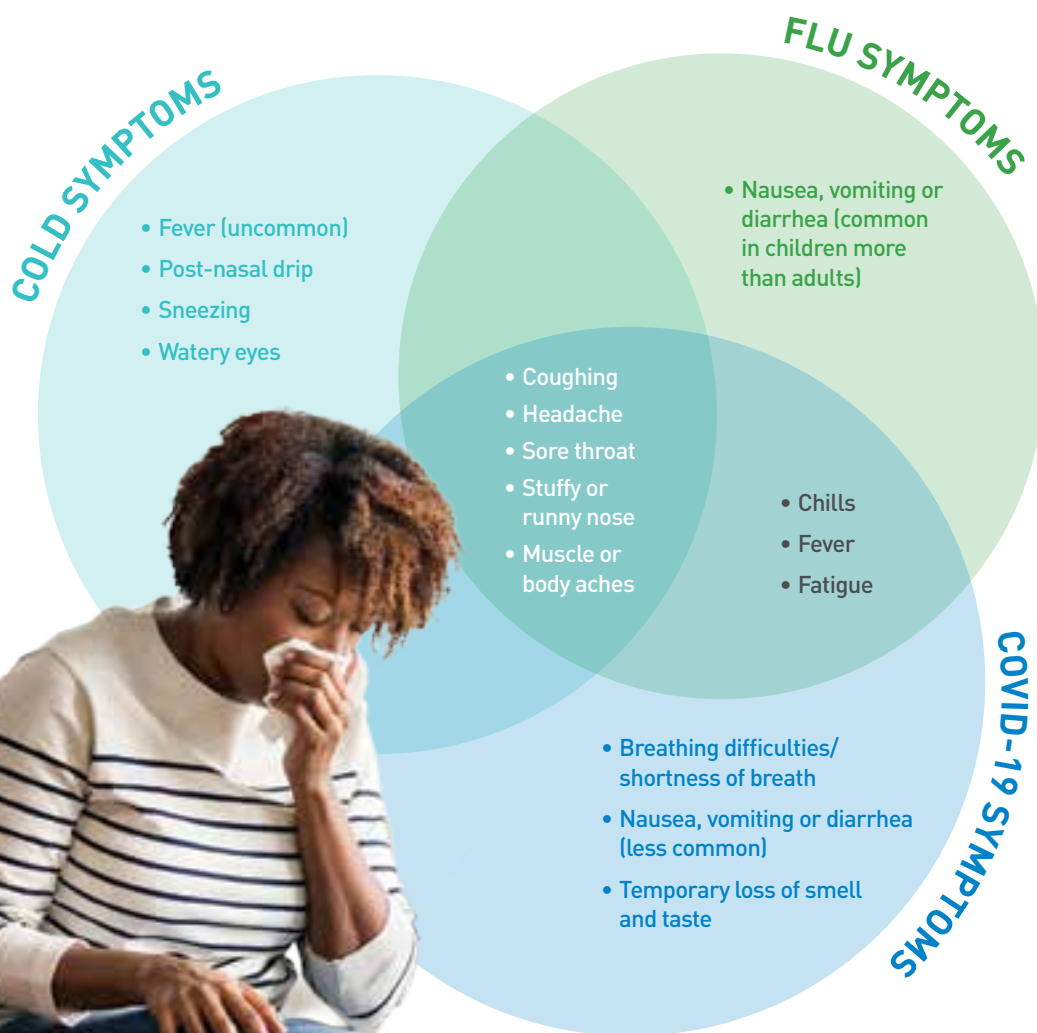 COLD SYMPTOMS
• Fever (uncommon)
• Post-nasal drip
• Sneezing
• Watery eyes
FLU SYMPTOMS
• Nausea, vomiting or
diarrhea (common
in children more
than adults)
• Coughing
• Headache
• Sore throat
• Stuffy or
runny nose
• Muscle or
body aches
• Chills
• Fever
• Fatigue
COVID-19 SYMPTOMS
• Breathing difficulties/
shortness of breath
• Nausea, vomiting or diarrhea
(less common)
• Temporary loss of smell
and taste